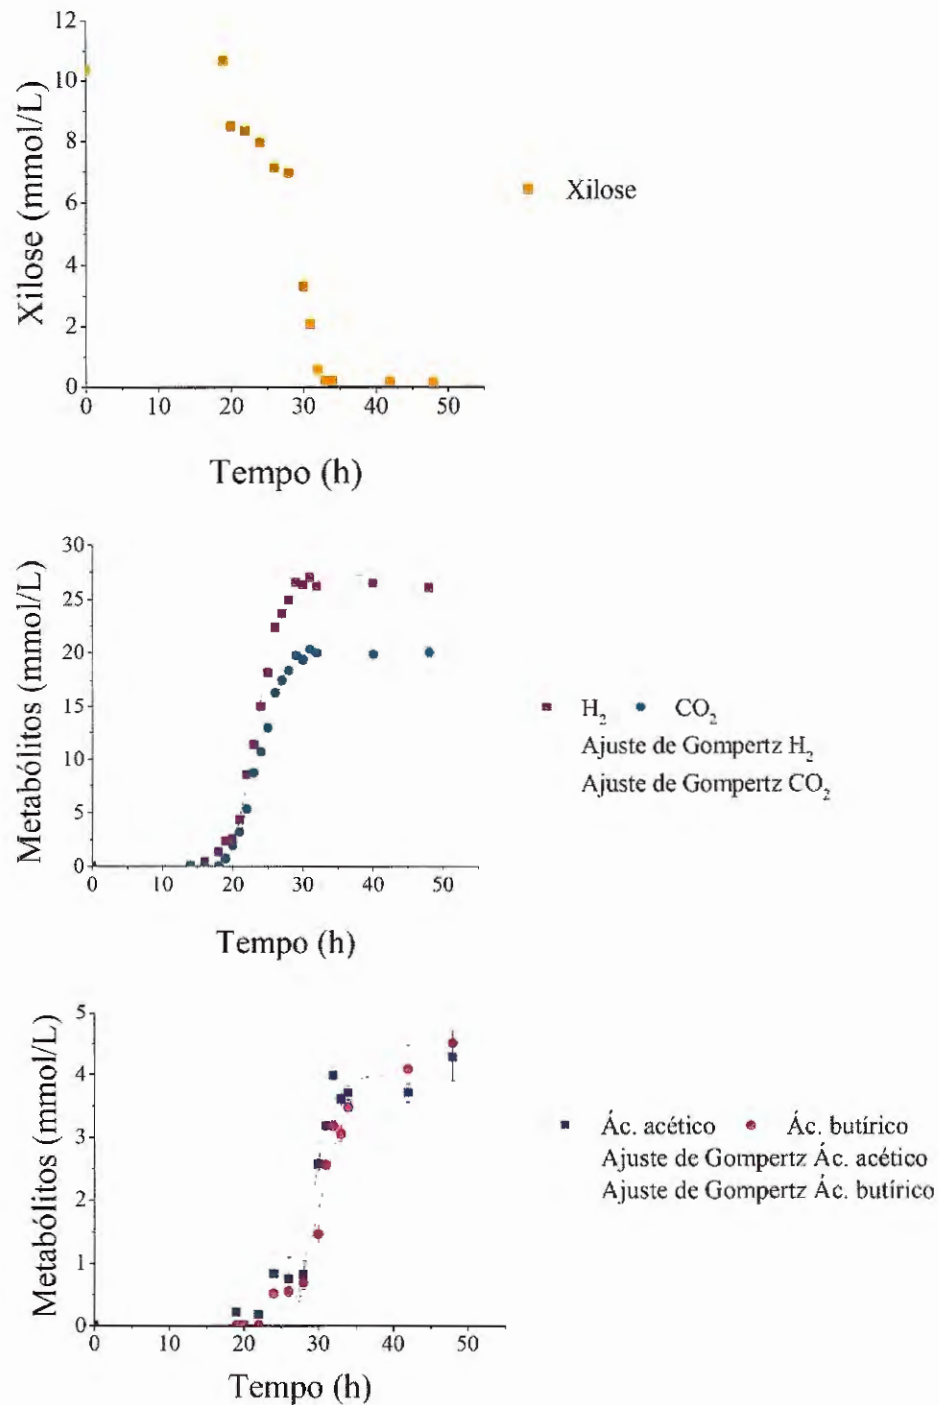 12
10
8
6
4
2
0
Xilose (mmol/L)
0 10 20 30 40 50
Tempo (h)
Xilose
30
25
20
15
10
5
0
Metabólitos (mmol/L)
0 10 20 30 40 50
Tempo (h)
H₂ CO₂
Ajuste de Gompertz H₂
Ajuste de Gompertz CO₂
5
4
3
2
1
0
Metabólitos (mmol/L)
0 10 20 30 40 50
Tempo (h)
Ác. acético Ác. butírico
Ajuste de Gompertz Ác. acético
Ajuste de Gompertz Ác. butírico